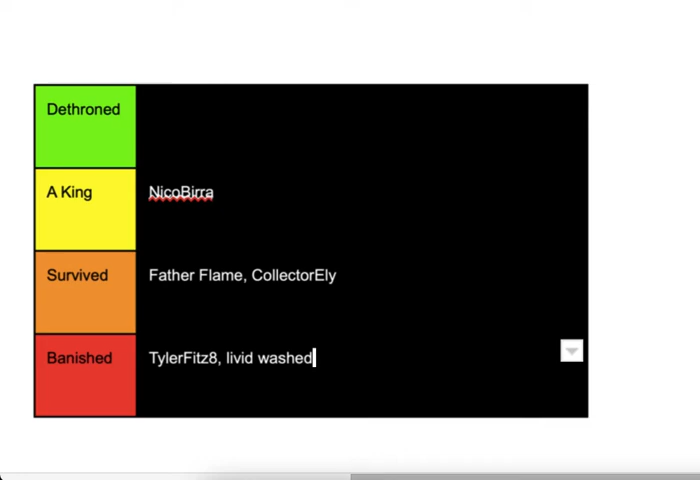 Dethroned
A King NicoBirra
Survived Father Flame, CollectorEly
Banished TylerFitz8, livid washed